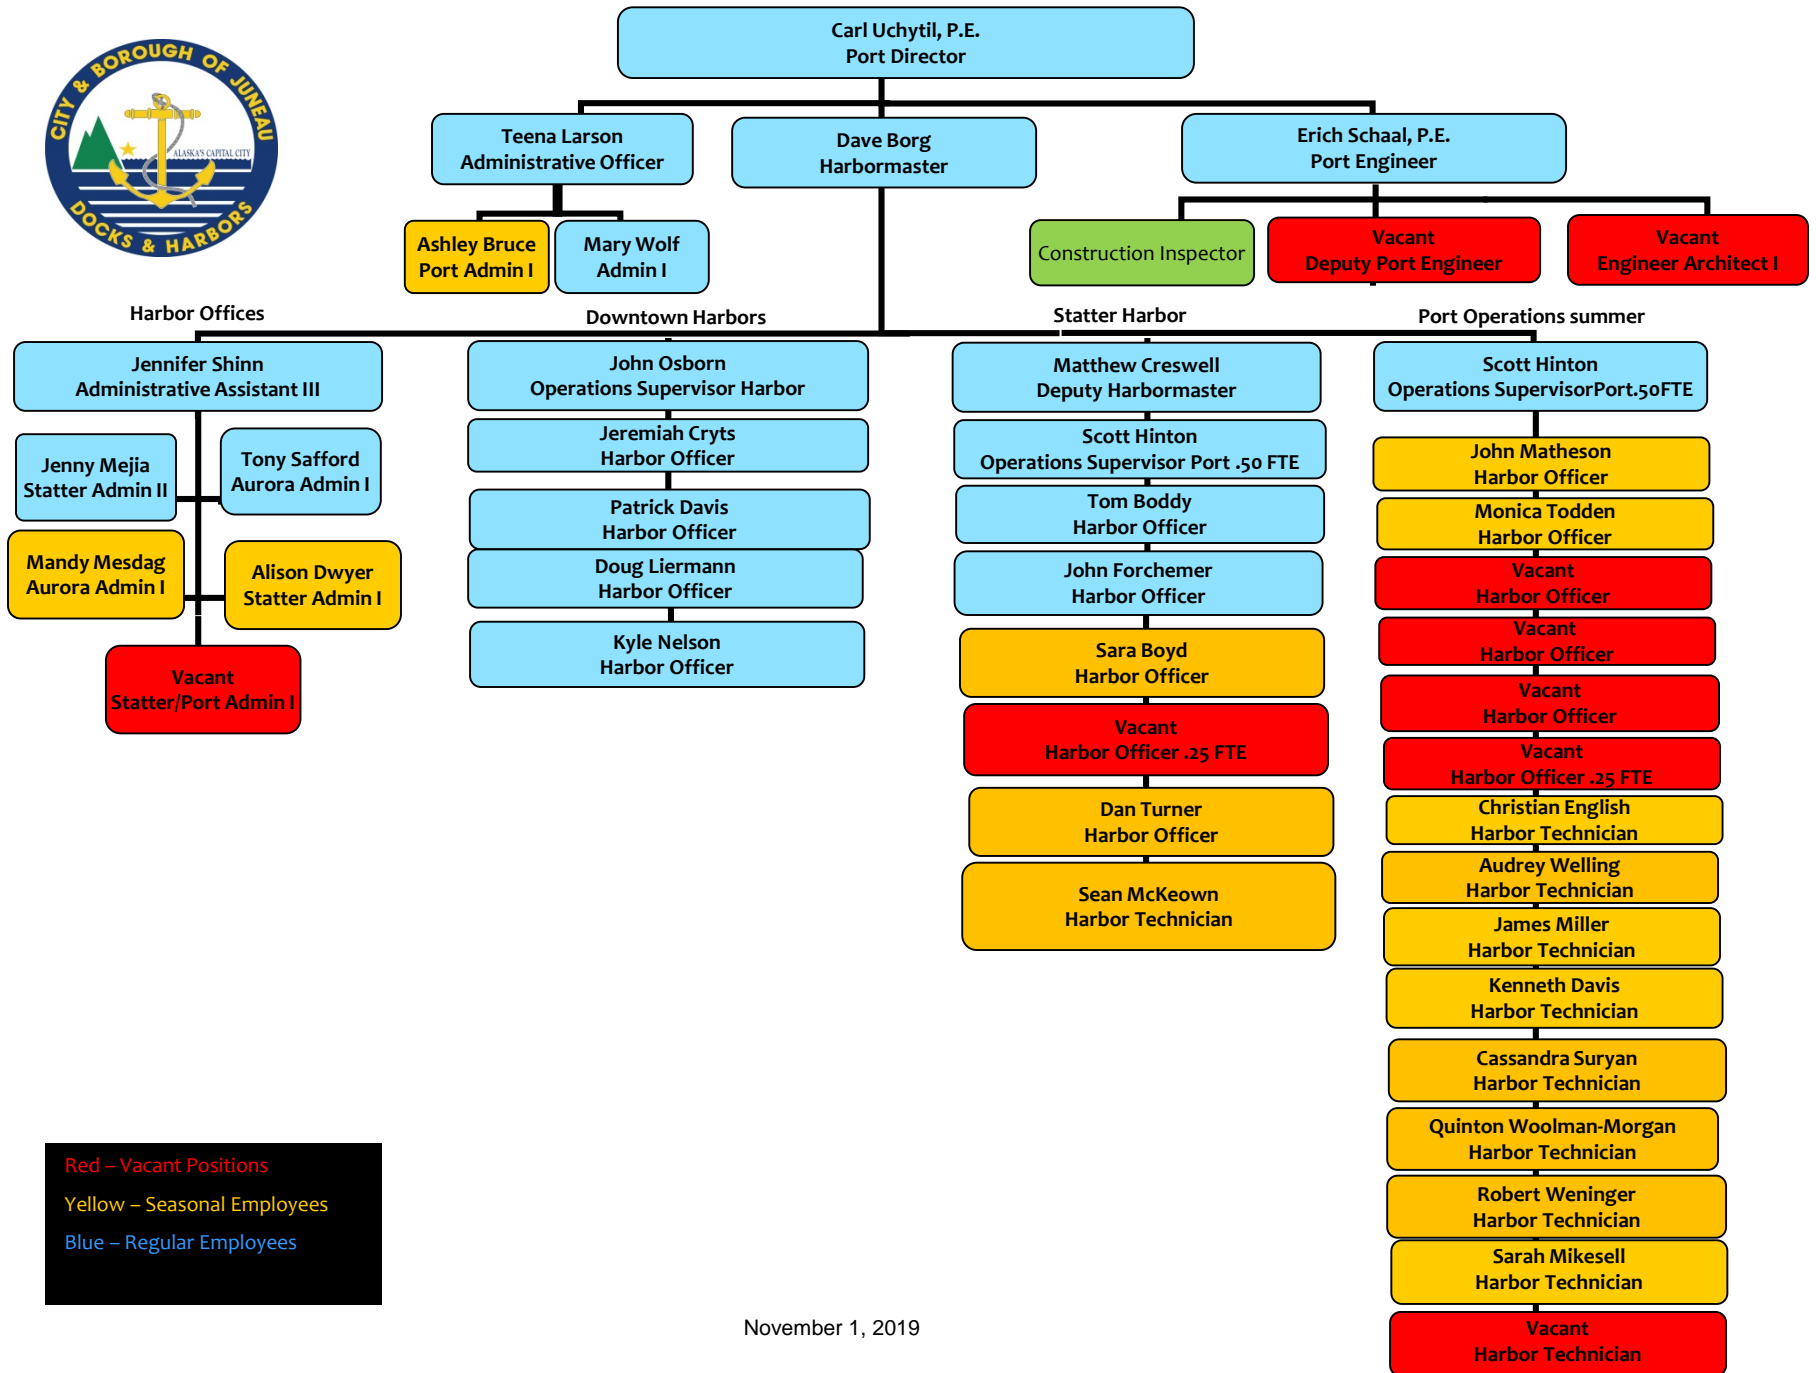 Carl Uchytil, P.E.
Port Director
CITY & BOROUGH OF JUNEAU
ALASKA'S CAPITAL CITY
DOCKS & HARBORS
Teena Larson
Administrative Officer
Dave Borg
Harbormaster
Erich Schaal, P.E.
Port Engineer
Ashley Bruce
Port Admin I
Mary Wolf
Admin I
Construction Inspector
Vacant
Deputy Port Engineer
Vacant
Engineer Architect I
Harbor Offices
Jennifer Shinn
Administrative Assistant III
Jenny Mejia
Statter Admin II
Tony Safford
Aurora Admin I
Mandy Mesdag
Aurora Admin I
Alison Dwyer
Statter Admin I
Vacant
Statter/Port Admin I
Downtown Harbors
John Osborn
Operations Supervisor Harbor
Jeremiah Cryts
Harbor Officer
Patrick Davis
Harbor Officer
Doug Liermann
Harbor Officer
Kyle Nelson
Harbor Officer
Statter Harbor
Matthew Creswell
Deputy Harbormaster
Scott Hinton
Operations Supervisor Port .50 FTE
Tom Boddy
Harbor Officer
John Forchemer
Harbor Officer
Sara Boyd
Harbor Officer
Vacant
Harbor Officer .25 FTE
Dan Turner
Harbor Officer
Sean McKeown
Harbor Technician
Port Operations summer
Scott Hinton
Operations SupervisorPort.50FTE
John Matheson
Harbor Officer
Monica Todden
Harbor Officer
Vacant
Harbor Officer
Vacant
Harbor Officer
Vacant
Harbor Officer
Vacant
Harbor Officer .25 FTE
Christian English
Harbor Technician
Audrey Welling
Harbor Technician
James Miller
Harbor Technician
Kenneth Davis
Harbor Technician
Cassandra Suryan
Harbor Technician
Quinton Woolman-Morgan
Harbor Technician
Robert Weninger
Harbor Technician
Sarah Mikesell
Harbor Technician
Vacant
Harbor Technician
Red – Vacant Positions
Yellow – Seasonal Employees
Blue – Regular Employees
November 1, 2019